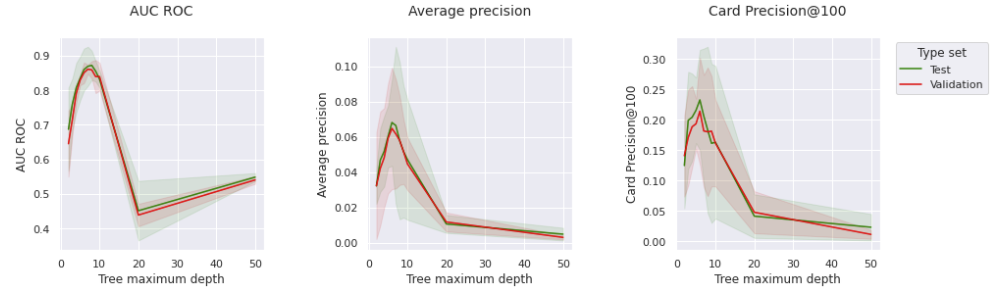 AUC ROC
Average precision
Card Precision@100
0.9
0.8
0.7
0.6
0.5
0.4
AUC ROC
0 10 20 30 40 50
Tree maximum depth
0.10
0.08
0.06
0.04
0.02
0.00
Average precision
0 10 20 30 40 50
Tree maximum depth
0.30
0.25
0.20
0.15
0.10
0.05
0.00
Card Precision@100
0 10 20 30 40 50
Tree maximum depth
Type set
Test
Validation